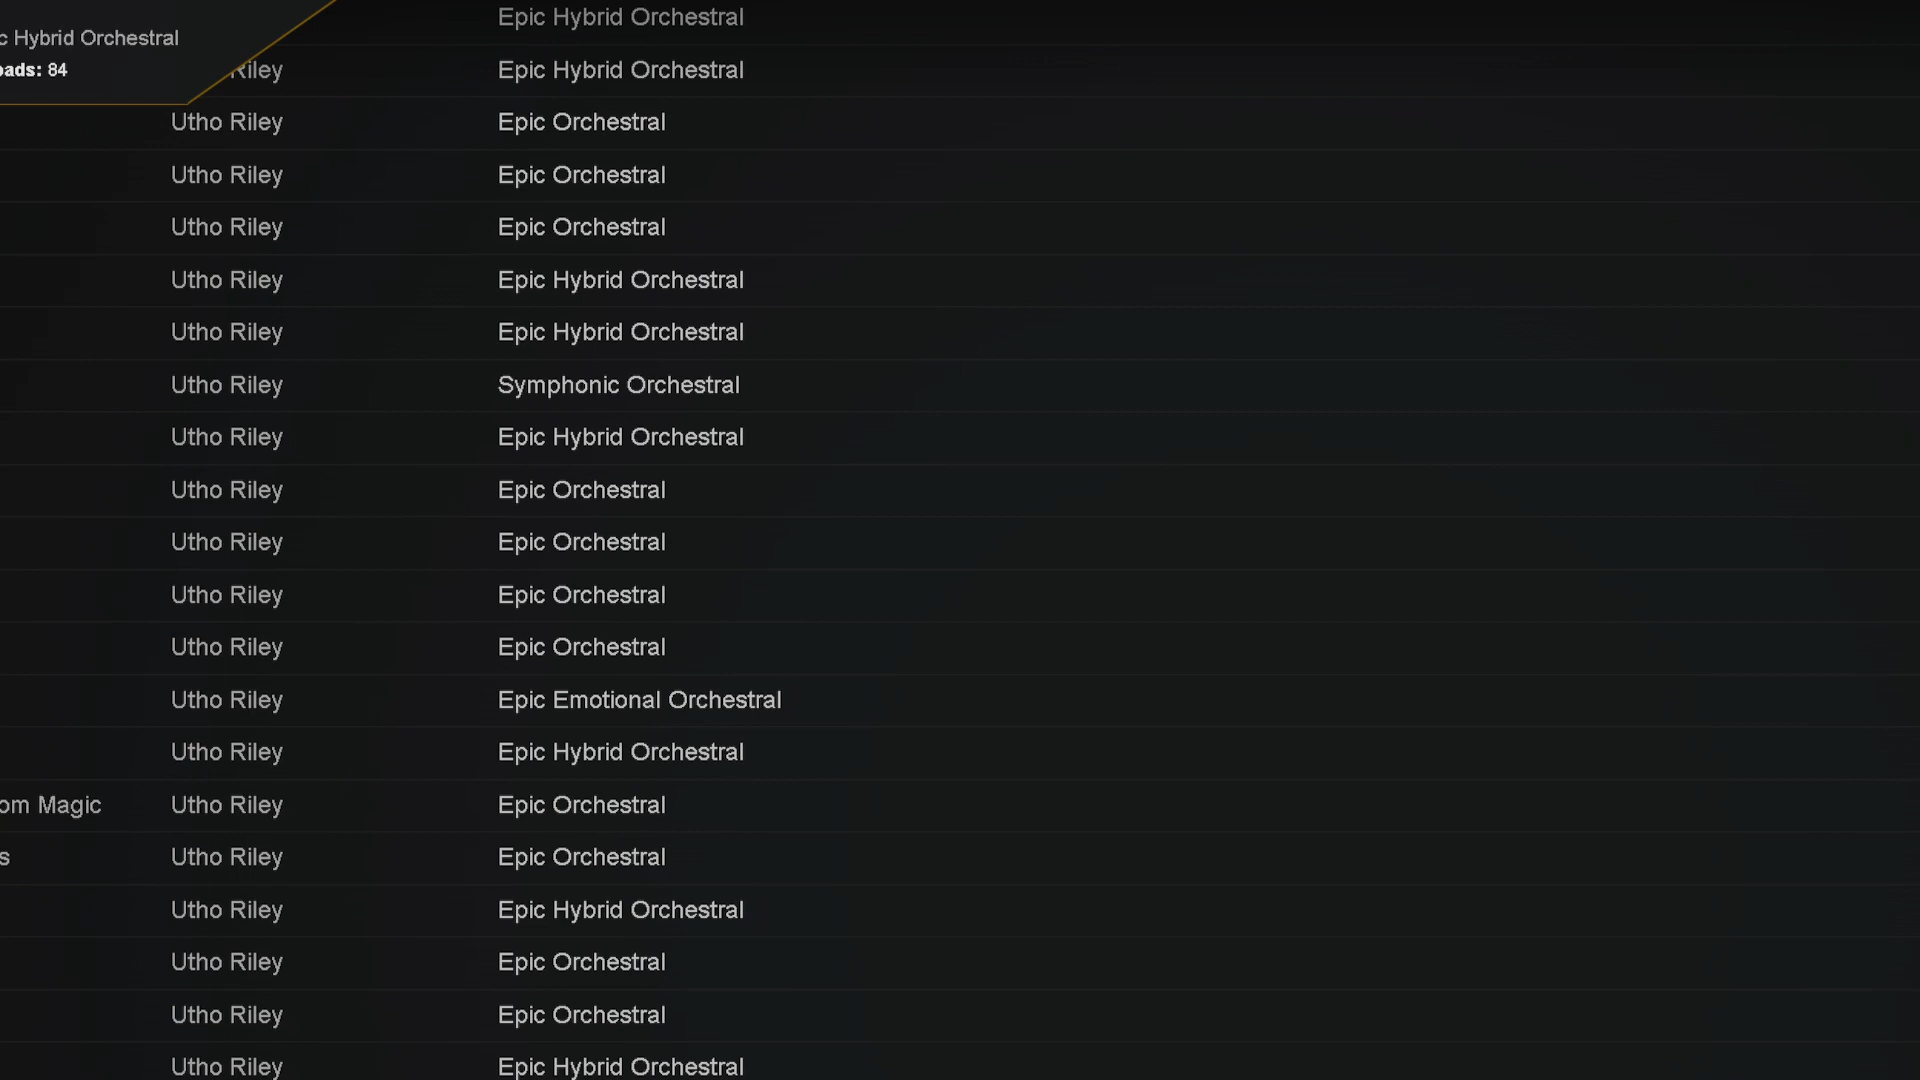 Hybrid Orchestral
84
Epic Hybrid Orchestral
Riley Epic Hybrid Orchestral
Utho Riley Epic Orchestral
Utho Riley Epic Orchestral
Utho Riley Epic Orchestral
Utho Riley Epic Hybrid Orchestral
Utho Riley Epic Hybrid Orchestral
Utho Riley Symphonic Orchestral
Utho Riley Epic Hybrid Orchestral
Utho Riley Epic Orchestral
Utho Riley Epic Orchestral
Utho Riley Epic Orchestral
Utho Riley Epic Orchestral
Utho Riley Epic Emotional Orchestral
Utho Riley Epic Hybrid Orchestral
Magic Utho Riley Epic Orchestral
Utho Riley Epic Orchestral
Utho Riley Epic Hybrid Orchestral
Utho Riley Epic Orchestral
Utho Riley Epic Orchestral
Utho Riley Epic Hybrid Orchestral